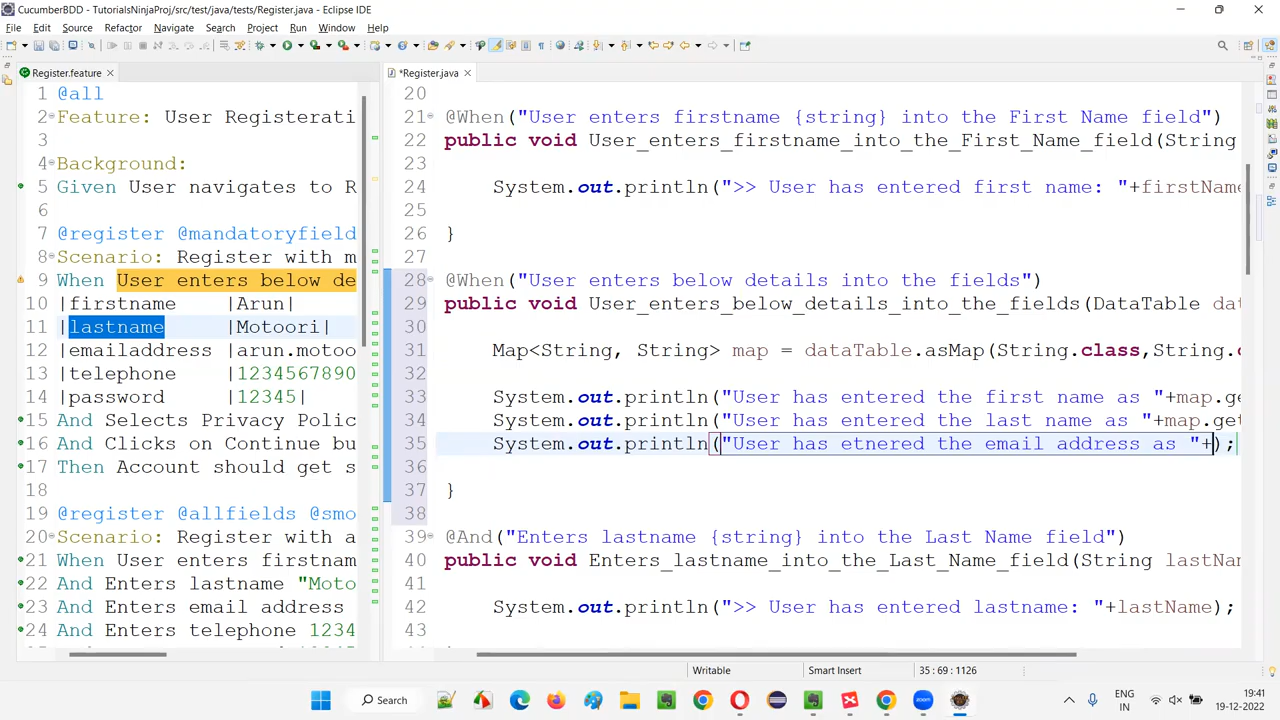 CucumberBDD - TutorialsNinjaProj/src/test/java/tests/Register.java - Eclipse IDE
File Edit Source Refactor Navigate Search Project Run Window Help
Register.feature
1 @all
2 Feature: User Registerati
3
4 Background:
5 Given User navigates to R
6
7 @register @mandatoryfield
8 Scenario: Register with m
9 When User enters below de
10 |firstname |Arun|
11 |lastname |Motoori|
12 |emailaddress |arun.motoo
13 |telephone |1234567890
14 |password |12345|
15 And Selects Privacy Polic
16 And Clicks on Continue bu
17 Then Account should get s
18
19 @register @allfields @smo
20 Scenario: Register with a
21 When User enters firstnam
22 And Enters lastname "Moto
23 And Enters email address
24 And Enters telephone 1234
*Register.java
20
21 @When("User enters firstname {string} into the First Name field")
22 public void User_enters_firstname_into_the_First_Name_field(String
23
24 System.out.println(">> User has entered first name: "+firstName
25
26 }
27
28 @When("User enters below details into the fields")
29 public void User_enters_below_details_into_the_fields(DataTable dat
30
31 Map<String, String> map = dataTable.asMap(String.class,String.c
32
33 System.out.println("User has entered the first name as "+map.ge
34 System.out.println("User has entered the last name as "+map.get
35 System.out.println("User has etnered the email address as "+);
36
37 }
38
39 @And("Enters lastname {string} into the Last Name field")
40 public void Enters_lastname_into_the_Last_Name_field(String lastNam
41
42 System.out.println(">> User has entered lastname: "+lastName);
43
Writable Smart Insert 35 : 69 : 1126
Search
zoom
ENG
IN
19:41
19-12-2022